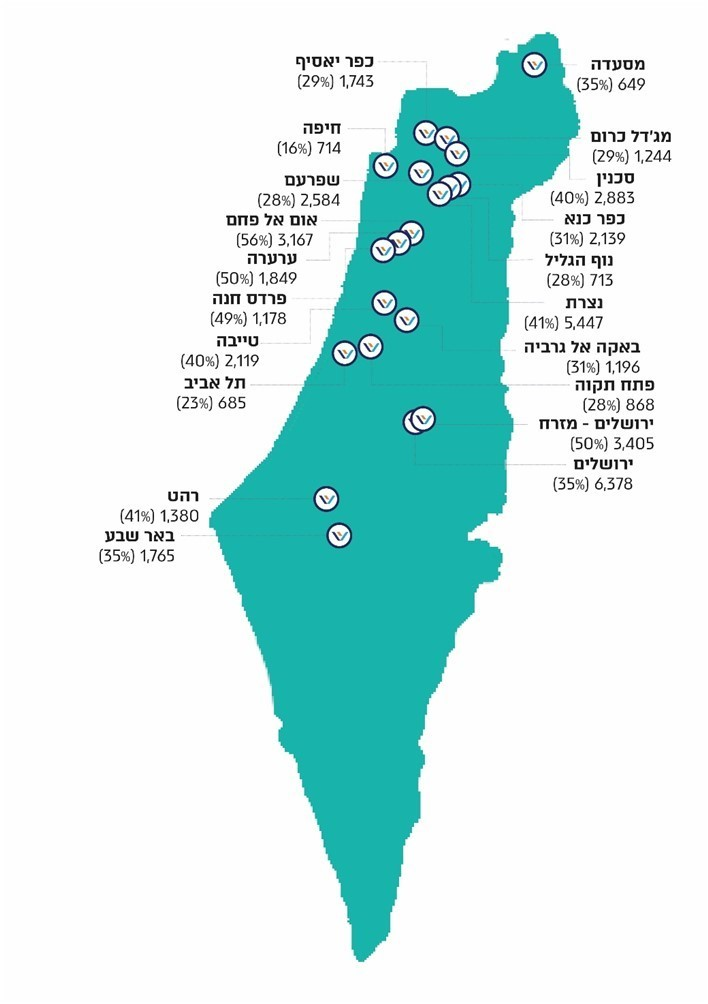 כפר יאסיף
1,743 (29%)
מסעדה
649 (35%)
חיפה
714 (16%)
מג'דל כרום
1,244 (29%)
שפרעם
2,584 (28%)
סכנין
2,883 (40%)
אום אל פחם
3,167 (56%)
כפר כנא
2,139 (31%)
ערערה
1,849 (50%)
נוף הגליל
713 (28%)
פרדס חנה
1,178 (49%)
נצרת
5,447 (41%)
טייבה
2,119 (40%)
באקה אל גרביה
1,196 (31%)
תל אביב
685 (23%)
פתח תקוה
868 (28%)
ירושלים - מזרח
3,405 (50%)
ירושלים
6,378 (35%)
רהט
1,380 (41%)
באר שבע
1,765 (35%)